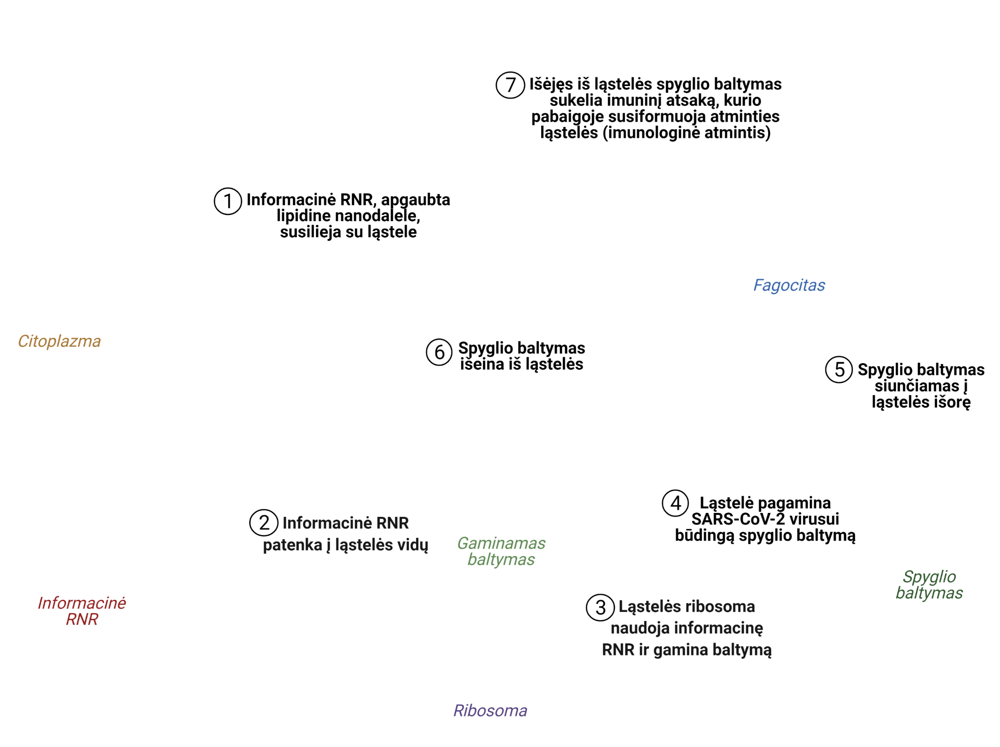 7 Išėjęs iš ląstelės spyglio baltymas
sukelia imuninį atsaką, kurio
pabaigoje susiformuoja atminties
ląstelės (imunologinė atmintis)
1 Informacinė RNR, apgaubta
lipidine nanodalele,
susilieja su ląstele
Fagocitas
Citoplazma
6 Spyglio baltymas
išeina iš ląstelės
5 Spyglio baltymas
siunčiamas į
ląstelės išorę
2 Informacinė RNR
patenka į ląstelės vidų
Gaminamas
baltymas
4 Ląstelė pagamina
SARS-CoV-2 virusui
būdingą spyglio baltymą
Spyglio
baltymas
Informacinė
RNR
3 Ląstelės ribosoma
naudoja informacinę
RNR ir gamina baltymą
Ribosoma